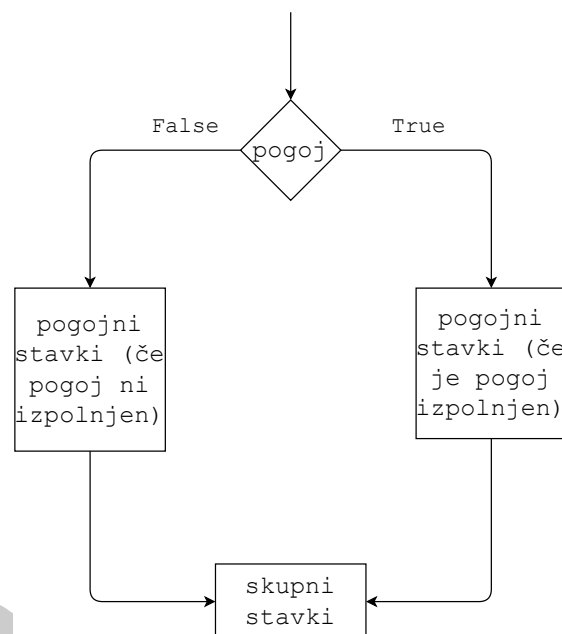 False
True
pogoj
pogojni
stavki (če
pogoj ni
izpolnjen)
pogojni
stavki (če
je pogoj
izpolnjen)
skupni
stavki